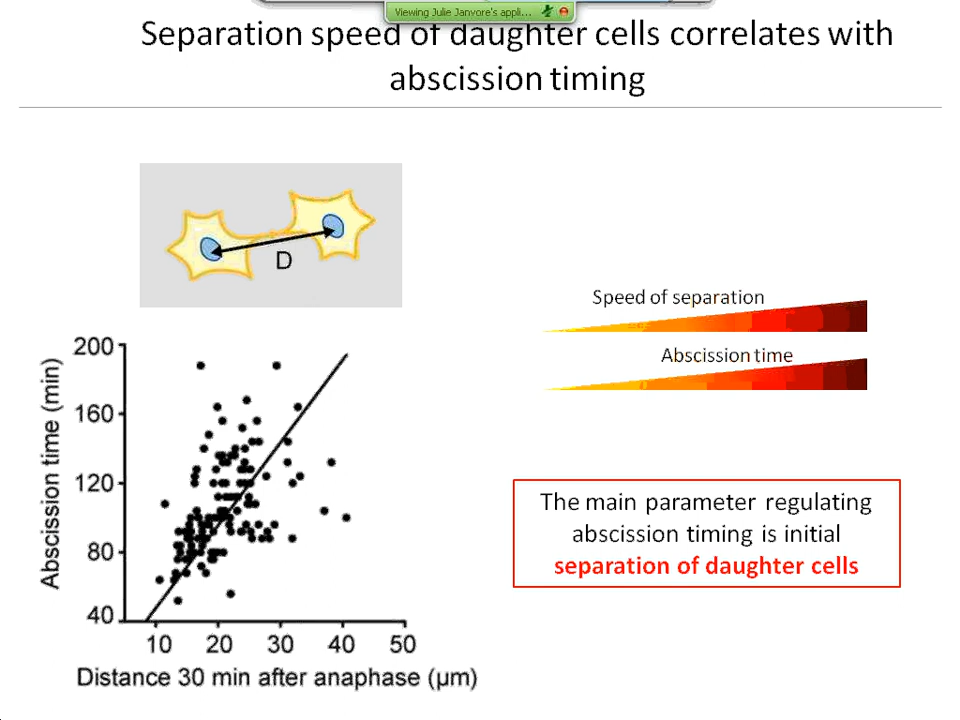 Viewing Julie Janvore's appli...
Separation speed of daughter cells correlates with
abscission timing
D
Speed of separation
Abscission time
200
160
120
80
40
Abscission time (min)
10 20 30 40 50
Distance 30 min after anaphase (μm)
The main parameter regulating
abscission timing is initial
separation of daughter cells